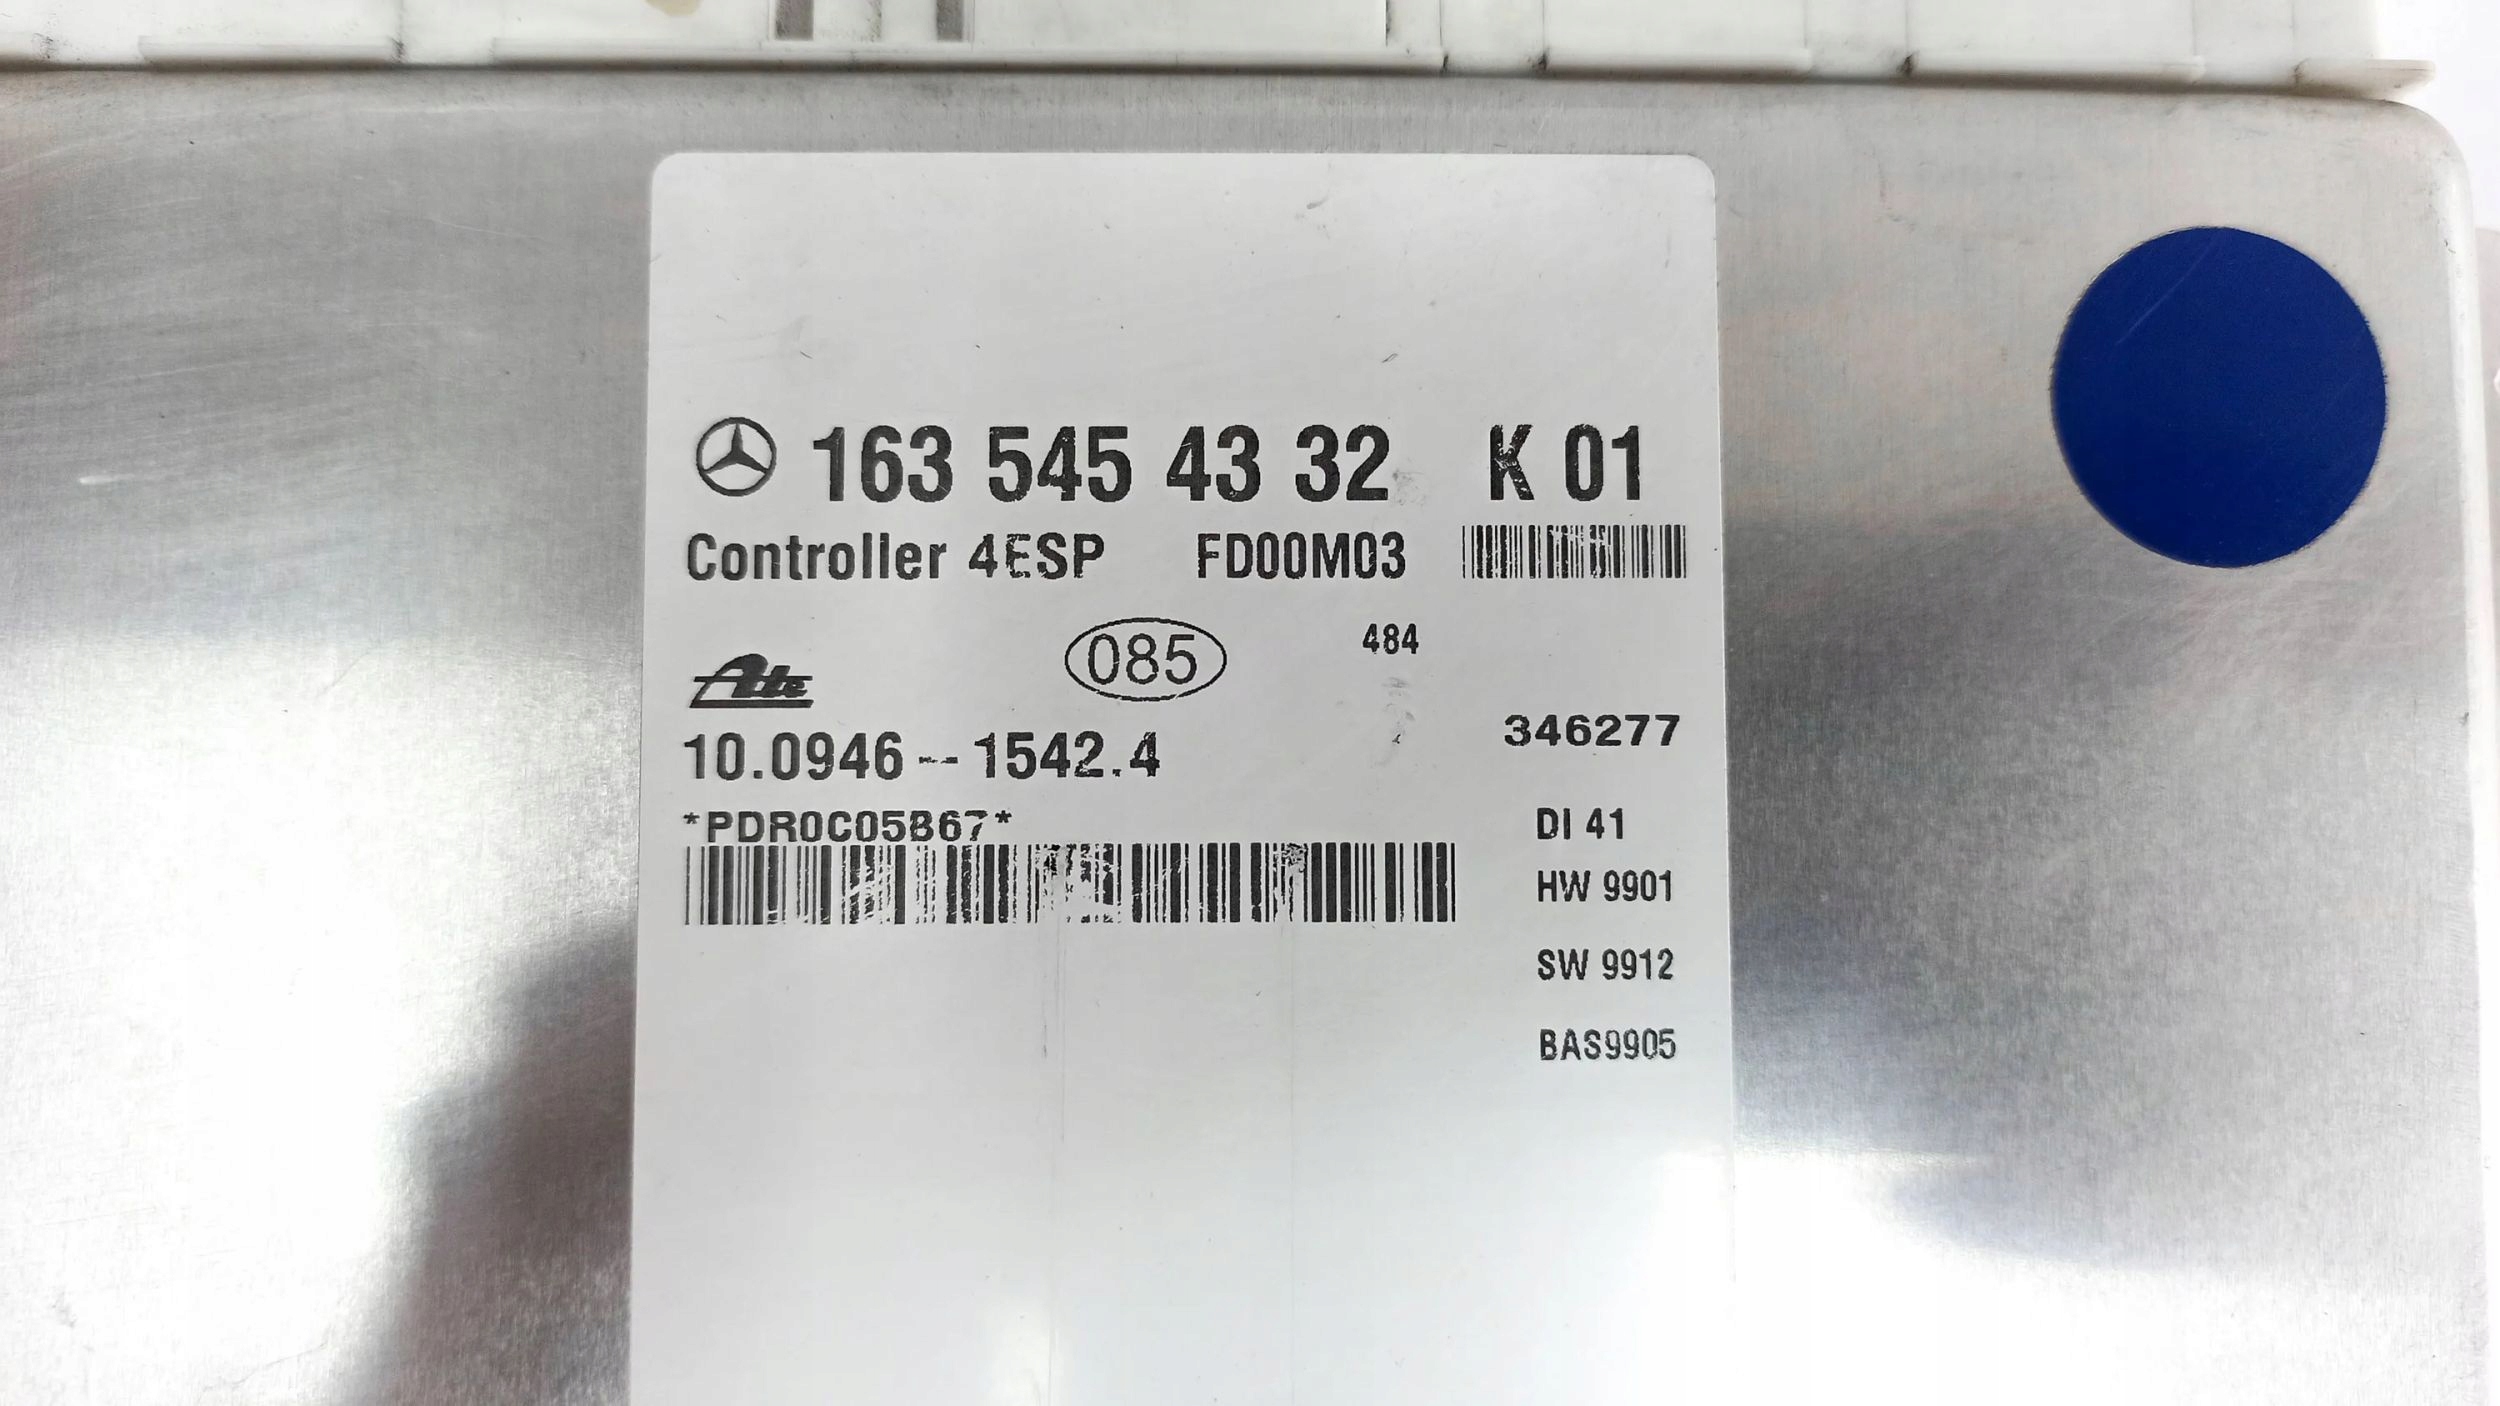 163 545 43 32 K 01
Controller 4ESP FD00M03
085 484
Ate
10.0946--1542.4 346277
*PDR0C05B67* DI 41
HW 9901
SW 9912
BAS9905